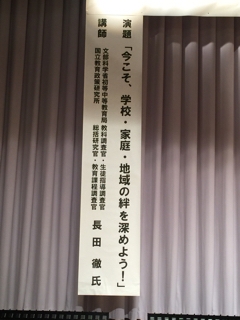 演題「今こそ、学校・家庭・地域の絆を深めよう！」
講師
文部科学省初等中等教育局 教科調査官・生徒指導調査官
国立教育政策研究所 総括研究官・教育課程調査官
長田 徹 氏